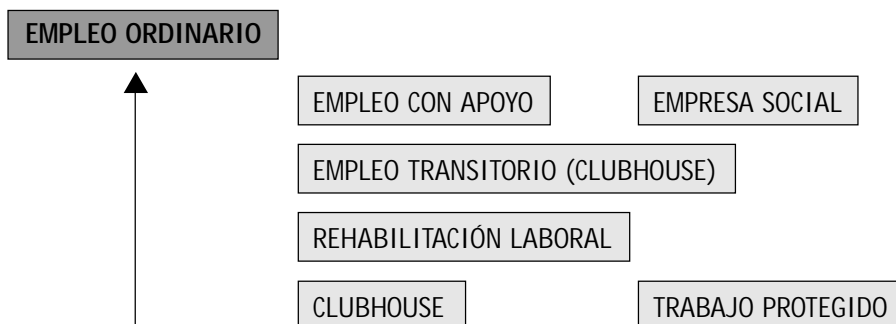 EMPLEO ORDINARIO
EMPLEO CON APOYO
EMPRESA SOCIAL
EMPLEO TRANSITORIO (CLUBHOUSE)
REHABILITACIÓN LABORAL
CLUBHOUSE
TRABAJO PROTEGIDO